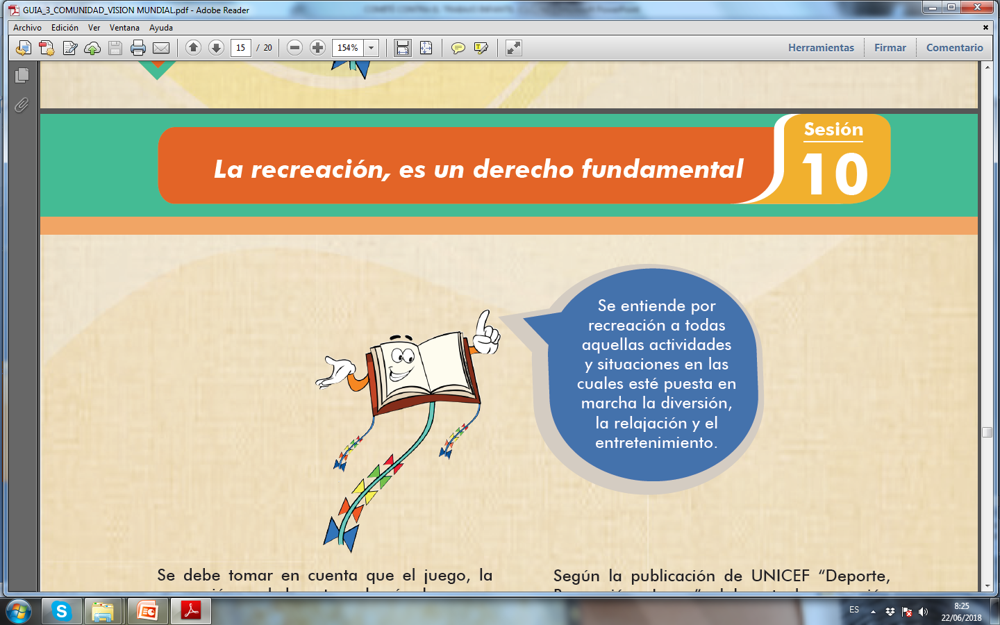 GUIA_3_COMUNIDAD_VISION MUNDIAL.pdf - Adobe Reader
Archivo Edición Ver Ventana Ayuda
15 / 20 154% Herramientas Firmar Comentario
Sesión
10
La recreación, es un derecho fundamental
Se entiende por
recreación a todas
aquellas actividades
y situaciones en las
cuales esté puesta en
marcha la diversión,
la relajación y el
entretenimiento.
Se debe tomar en cuenta que el juego, la
Según la publicación de UNICEF “Deporte,
ES
8:25
22/06/2018